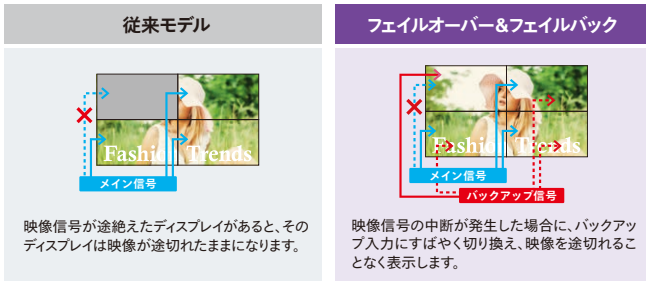 従来モデル
Fashio Trends
メイン信号
映像信号が途絶えたディスプレイがあると、その
ディスプレイは映像が途切れたままになります。
フェイルオーバー&フェイルバック
Fashio Trends
メイン信号
バックアップ信号
映像信号の中断が発生した場合に、バックアッ
プ入力にすばやく切り換え、映像を途切れるこ
となく表示します。